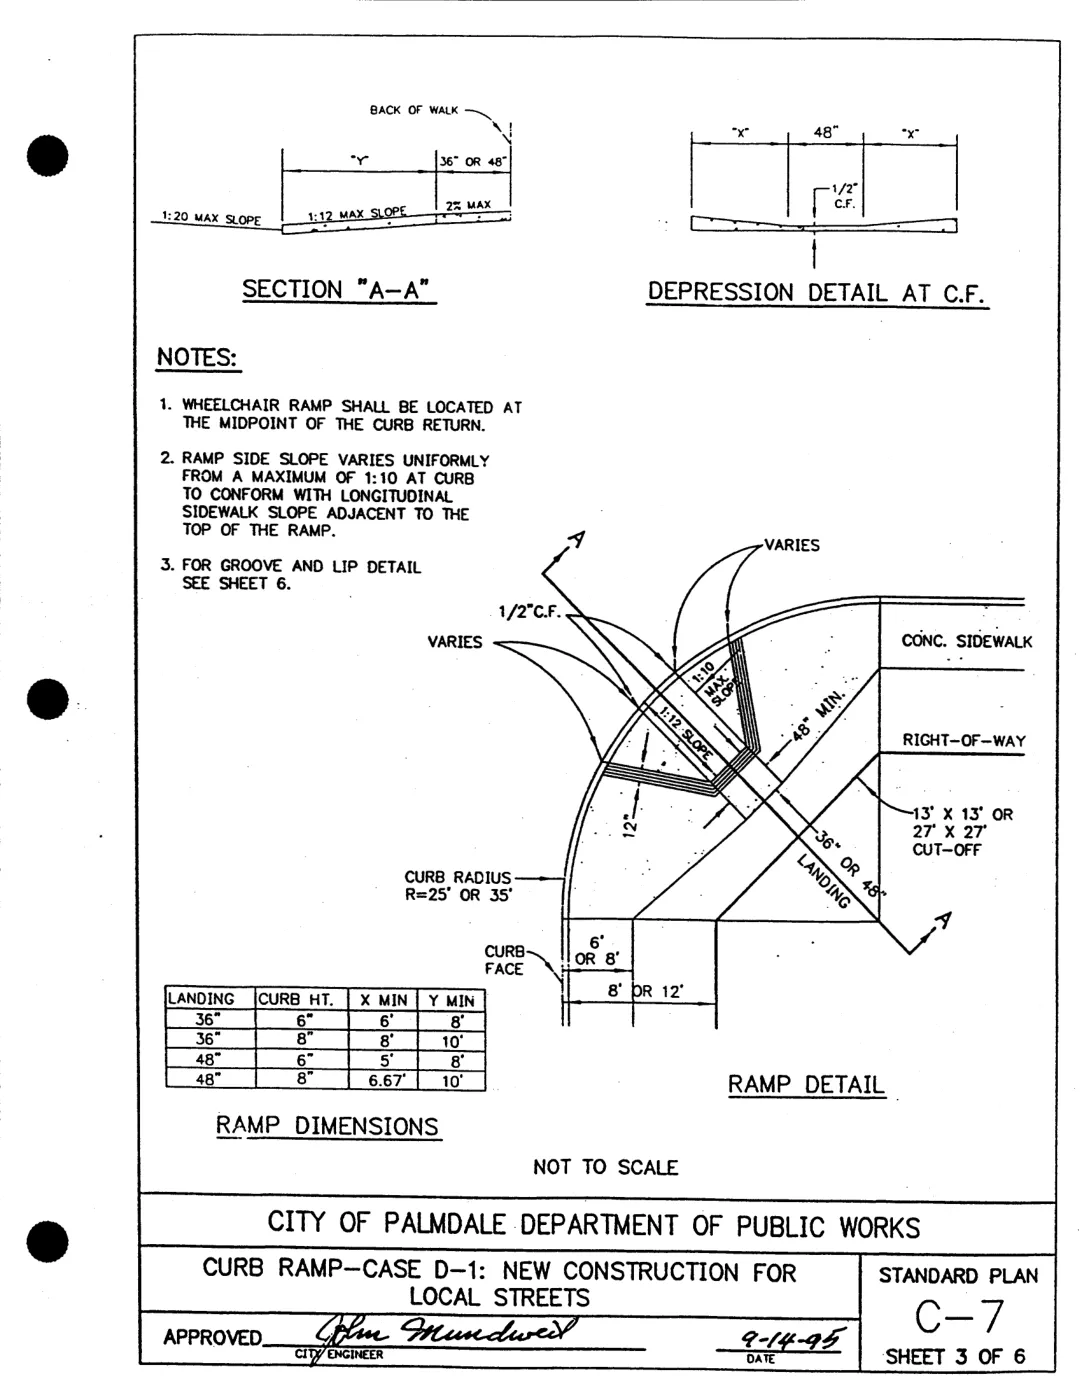 BACK OF WALK
"Y"
36" OR 48"
1:20 MAX SLOPE
1:12 MAX SLOPE
2% MAX
SECTION "A-A"
"X"
48"
"X"
1/2"
C.F.
DEPRESSION DETAIL AT C.F.
NOTES:
1. WHEELCHAIR RAMP SHALL BE LOCATED AT
THE MIDPOINT OF THE CURB RETURN.
2. RAMP SIDE SLOPE VARIES UNIFORMLY
FROM A MAXIMUM OF 1:10 AT CURB
TO CONFORM WITH LONGITUDINAL
SIDEWALK SLOPE ADJACENT TO THE
TOP OF THE RAMP.
3. FOR GROOVE AND LIP DETAIL
SEE SHEET 6.
A
VARIES
1/2"C.F.
VARIES
1:10
MAX.
SLOPE
1:12 SLOPE
48" MIN.
12"
CONC. SIDEWALK
RIGHT-OF-WAY
13' X 13' OR
27' X 27'
CUT-OFF
36" OR 48"
LANDING
A
CURB RADIUS
R=25' OR 35'
CURB
FACE
6'
OR 8'
8' OR 12'
RAMP DETAIL
LANDING CURB HT. X MIN Y MIN
36" 6" 6' 8'
36" 8" 8' 10'
48" 6" 5' 8'
48" 8" 6.67' 10'
RAMP DIMENSIONS
NOT TO SCALE
CITY OF PALMDALE DEPARTMENT OF PUBLIC WORKS
CURB RAMP-CASE D-1: NEW CONSTRUCTION FOR
LOCAL STREETS
STANDARD PLAN
C-7
SHEET 3 OF 6
APPROVED John Mundweil 9-14-95
CITY ENGINEER DATE